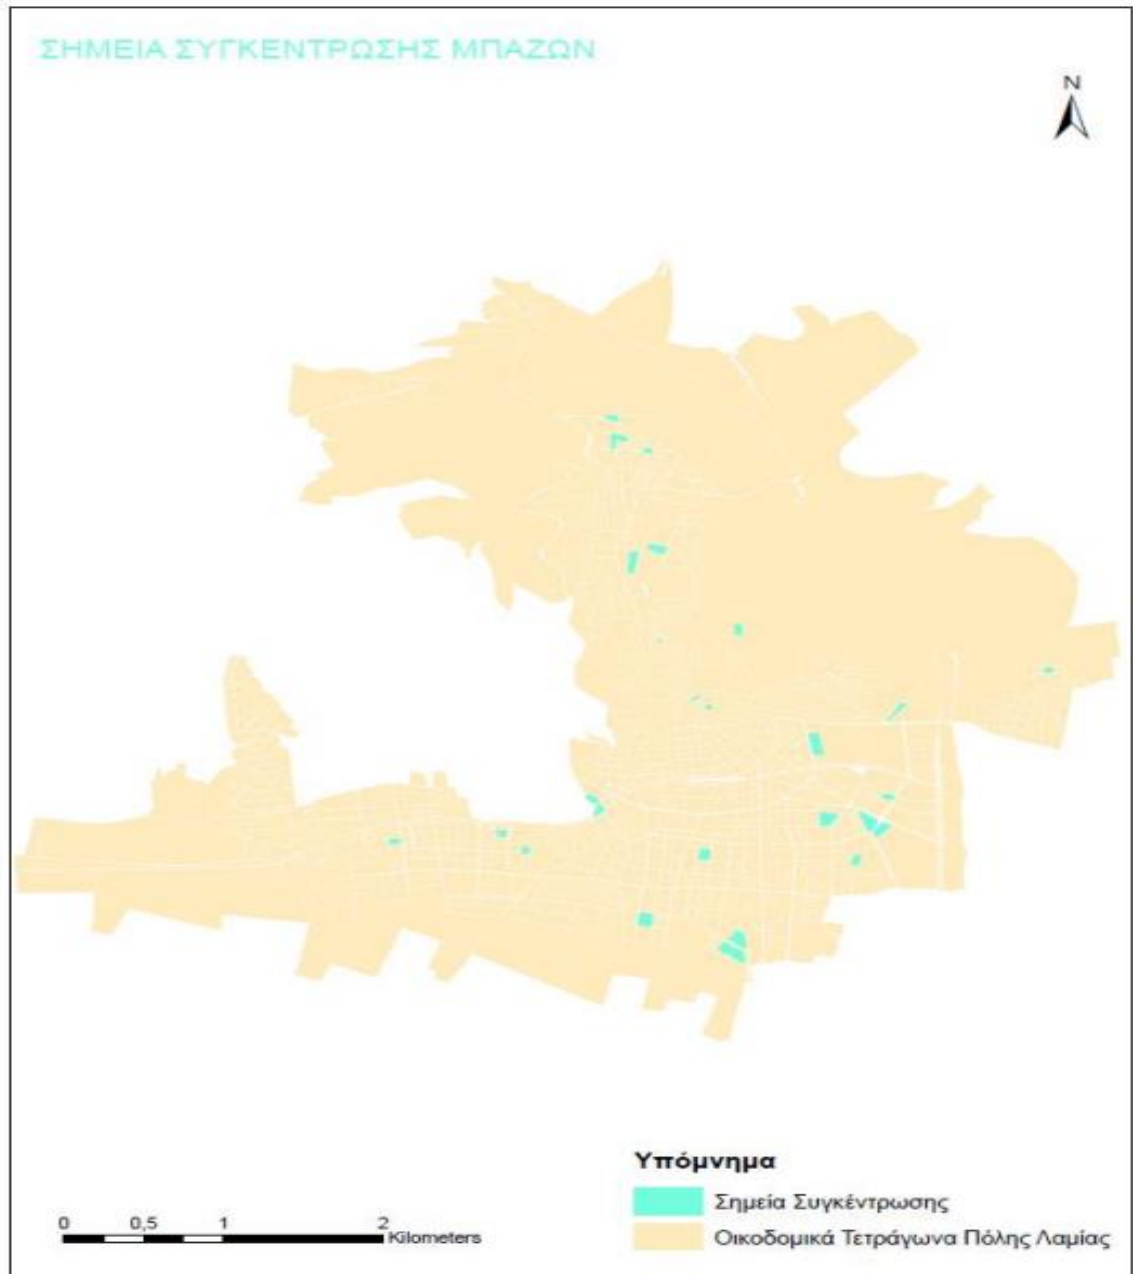 ΣΗΜΕΙΑ ΣΥΓΚΕΝΤΡΩΣΗΣ ΜΠΑΖΩΝ
N
Υπόμνημα
Σημεία Συγκέντρωσης
Οικοδομικά Τετράγωνα Πόλης Λαμίας
0 0,5 1 2
Kilometers